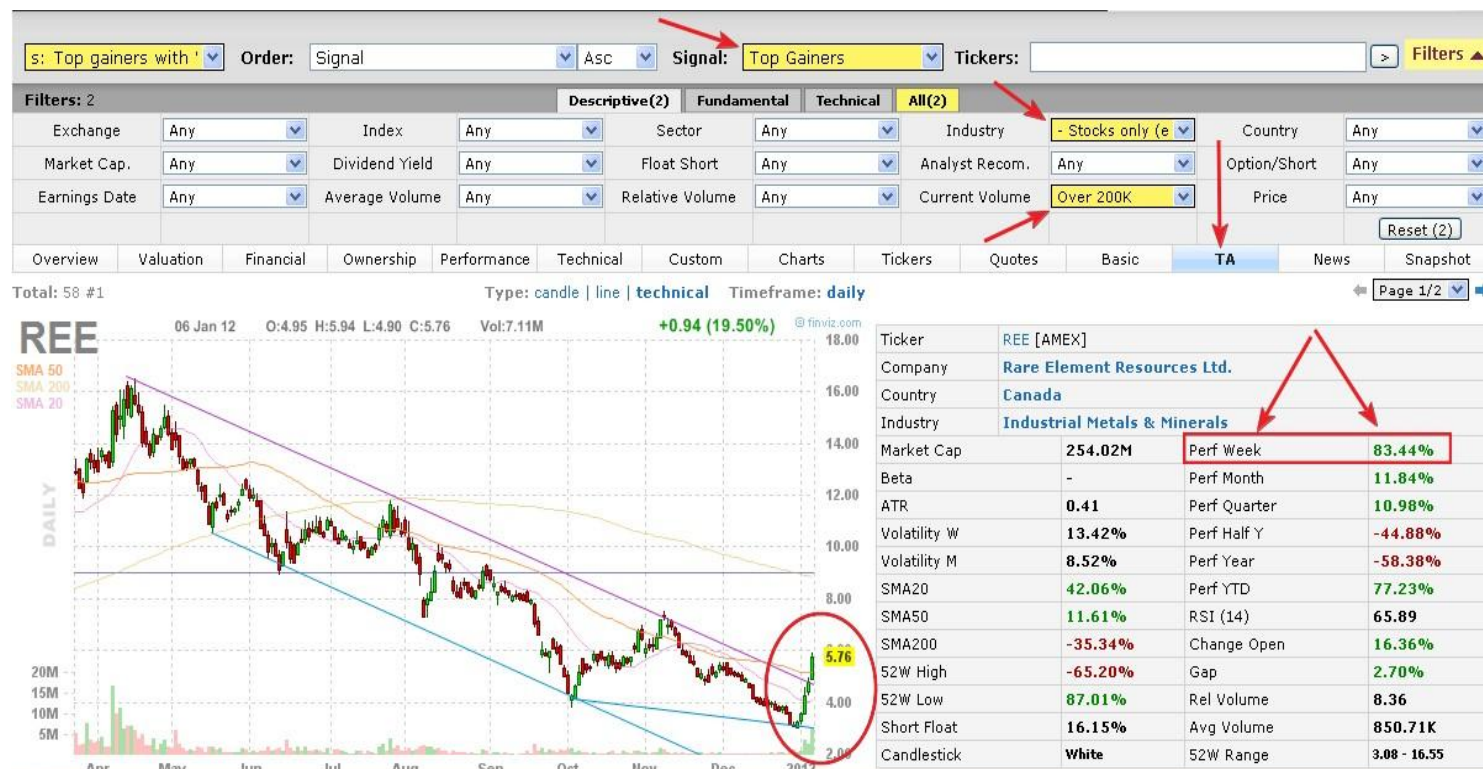 s: Top gainers with ' Order: Signal Asc Signal: Top Gainers Tickers: > Filters
Filters: 2 Descriptive(2) Fundamental Technical All(2)
Exchange Any Index Any Sector Any Industry - Stocks only (e Country Any
Market Cap. Any Dividend Yield Any Float Short Any Analyst Recom. Any Option/Short Any
Earnings Date Any Average Volume Any Relative Volume Any Current Volume Over 200K Price Any
Reset (2)
Overview Valuation Financial Ownership Performance Technical Custom Charts Tickers Quotes Basic TA News Snapshot
Total: 58 #1 Type: candle | line | technical Timeframe: daily Page 1/2
REE 06 Jan 12 O:4.95 H:5.94 L:4.90 C:5.76 Vol:7.11M +0.94 (19.50%) © finviz.com
SMA 50
SMA 200
SMA 20
DAILY
18.00
16.00
14.00
12.00
10.00
8.00
5.76
4.00
2.00
20M
15M
10M
5M
Apr May Jun Jul Aug Sep Oct Nov Dec 2012
Ticker REE [AMEX]
Company Rare Element Resources Ltd.
Country Canada
Industry Industrial Metals & Minerals
Market Cap 254.02M Perf Week 83.44%
Beta - Perf Month 11.84%
ATR 0.41 Perf Quarter 10.98%
Volatility W 13.42% Perf Half Y -44.88%
Volatility M 8.52% Perf Year -58.38%
SMA20 42.06% Perf YTD 77.23%
SMA50 11.61% RSI (14) 65.89
SMA200 -35.34% Change Open 16.36%
52W High -65.20% Gap 2.70%
52W Low 87.01% Rel Volume 8.36
Short Float 16.15% Avg Volume 850.71K
Candlestick White 52W Range 3.08 - 16.55